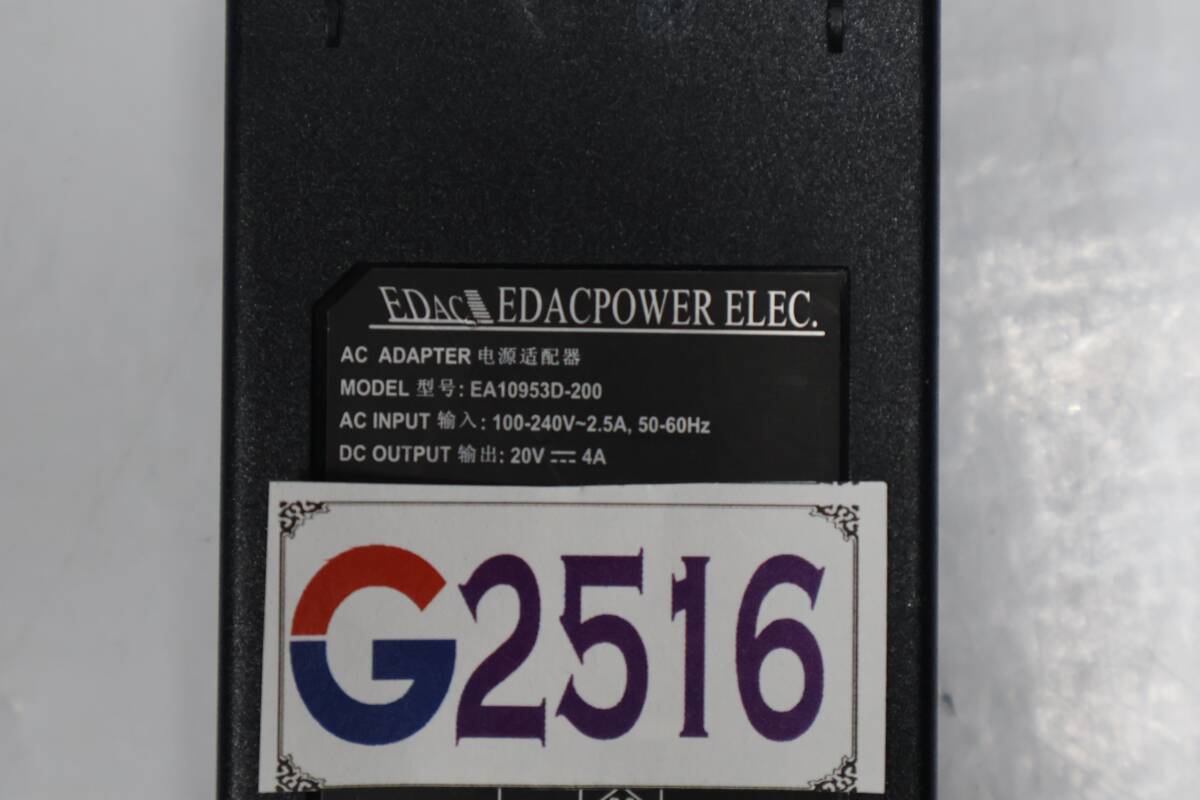 EDAC EDACPOWER ELEC.
AC ADAPTER 电源适配器
MODEL 型号: EA10953D-200
AC INPUT 输入: 100-240V~2.5A, 50-60Hz
DC OUTPUT 输出: 20V ⎓ 4A
G2516